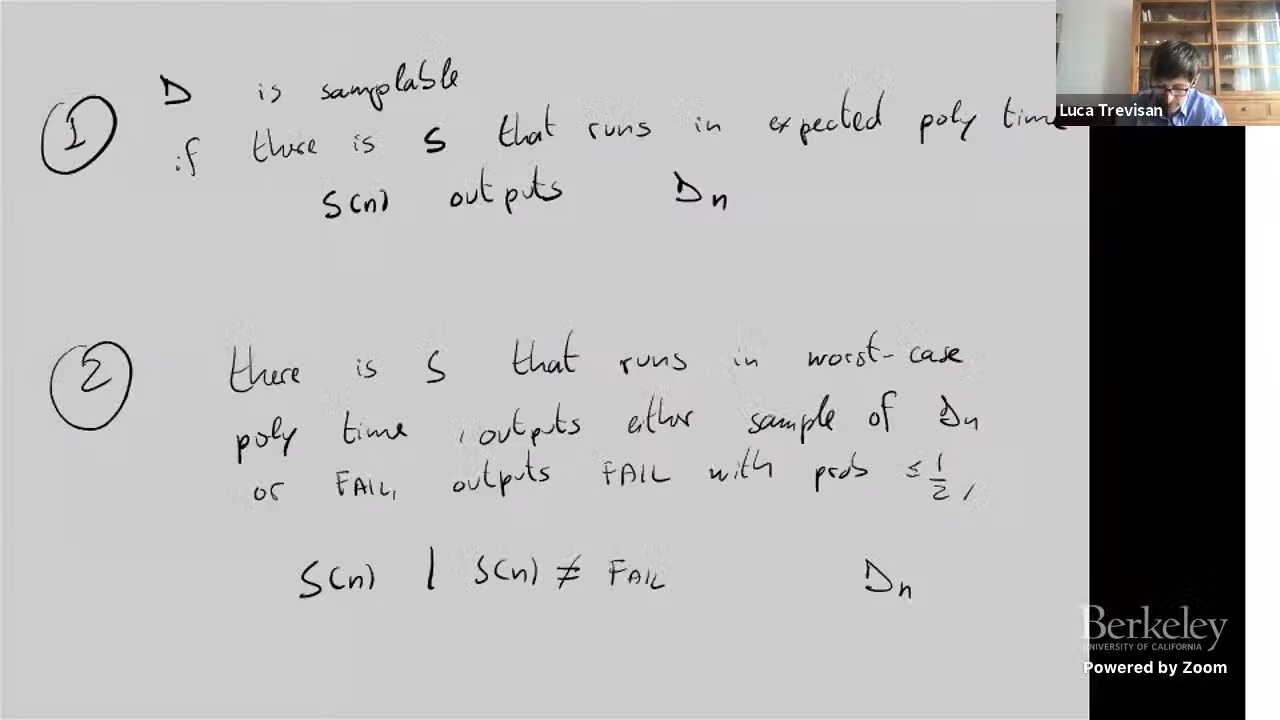 ① D is samplable
if there is S that runs in expected poly time
S(n) outputs Dn
② there is S that runs in worst-case
poly time, outputs either sample of Dn
or FAIL, outputs FAIL with prob ≤ 1/2,
S(n) | S(n) ≠ FAIL Dn
Luca Trevisan
Berkeley
UNIVERSITY OF CALIFORNIA
Powered by Zoom